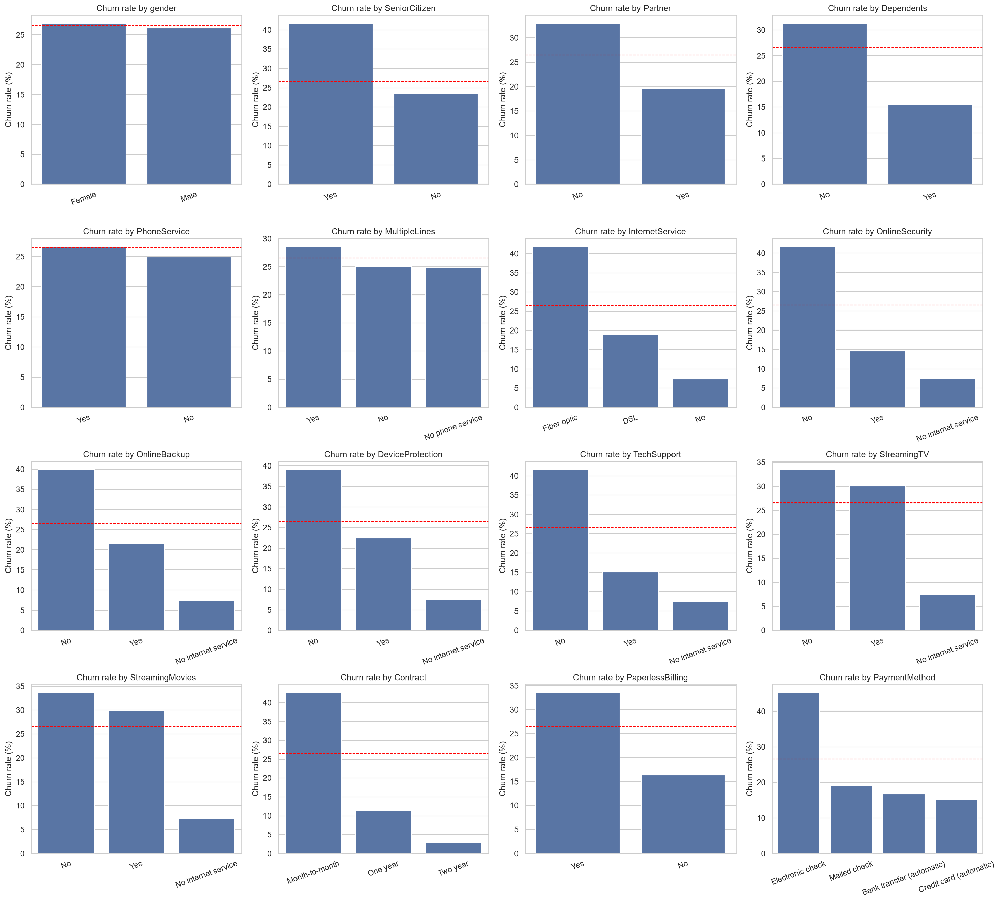 Churn rate by gender
Churn rate (%)
25
20
15
10
5
0
Female
Male
Churn rate by SeniorCitizen
Churn rate (%)
40
35
30
25
20
15
10
5
0
Yes
No
Churn rate by Partner
Churn rate (%)
30
25
20
15
10
5
0
No
Yes
Churn rate by Dependents
Churn rate (%)
30
25
20
15
10
5
0
No
Yes
Churn rate by PhoneService
Churn rate (%)
25
20
15
10
5
0
Yes
No
Churn rate by MultipleLines
Churn rate (%)
30
25
20
15
10
5
0
Yes
No
No phone service
Churn rate by InternetService
Churn rate (%)
40
35
30
25
20
15
10
5
0
Fiber optic
DSL
No
Churn rate by OnlineSecurity
Churn rate (%)
40
35
30
25
20
15
10
5
0
No
Yes
No internet service
Churn rate by OnlineBackup
Churn rate (%)
40
35
30
25
20
15
10
5
0
No
Yes
No internet service
Churn rate by DeviceProtection
Churn rate (%)
40
35
30
25
20
15
10
5
0
No
Yes
No internet service
Churn rate by TechSupport
Churn rate (%)
40
35
30
25
20
15
10
5
0
No
Yes
No internet service
Churn rate by StreamingTV
Churn rate (%)
35
30
25
20
15
10
5
0
No
Yes
No internet service
Churn rate by StreamingMovies
Churn rate (%)
35
30
25
20
15
10
5
0
No
Yes
No internet service
Churn rate by Contract
Churn rate (%)
40
35
30
25
20
15
10
5
0
Month-to-month
One year
Two year
Churn rate by PaperlessBilling
Churn rate (%)
35
30
25
20
15
10
5
0
Yes
No
Churn rate by PaymentMethod
Churn rate (%)
40
30
20
10
0
Electronic check
Mailed check
Bank transfer (automatic)
Credit card (automatic)